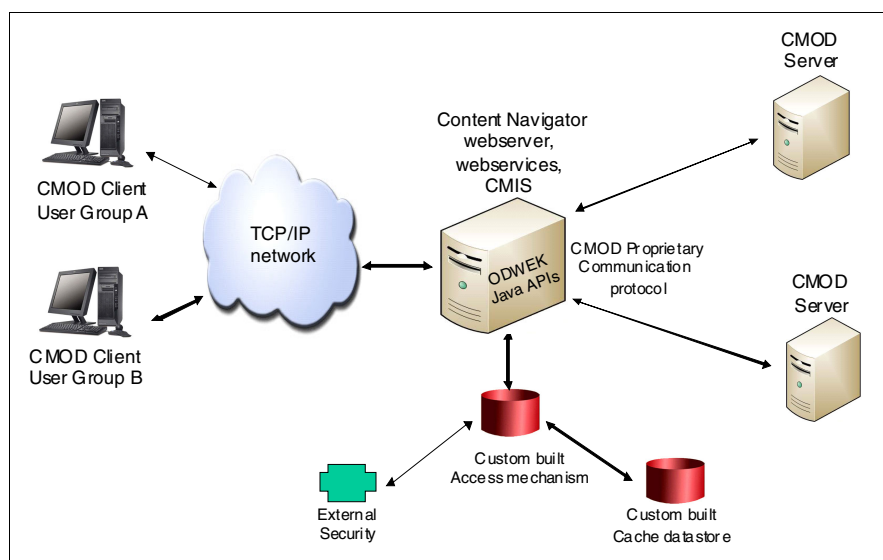 CMOD
Server
Content Navigator
webserver,
webservices,
CMIS
CMOD Client
User Group A
TCP/IP
network
ODWEK
Java APIs
CMOD Proprietary
Communication
protocol
CMOD
Server
CMOD Client
User Group B
Custom built
Access mechanism
External
Security
Custom built
Cache datastore